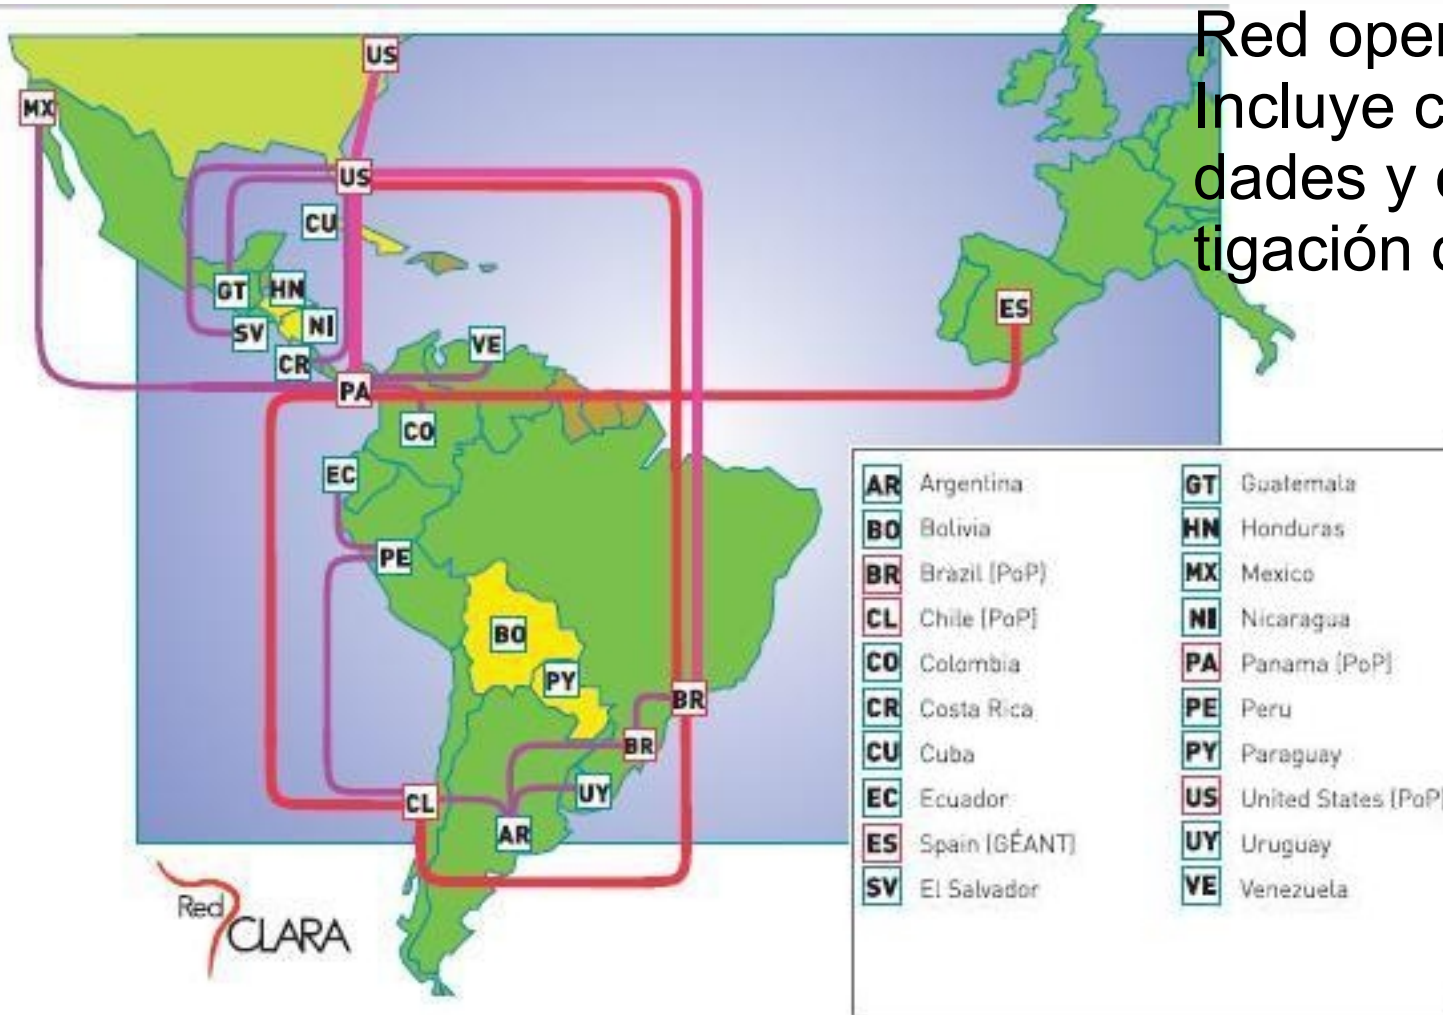 Red oper
Incluye c
dades y
tigación
US
MX
US
CU
GT HN
SV NI
CR
VE
PA
ES
CO
EC
PE
BO
PY
BR
BR
UY
CL
AR
AR Argentina
BO Bolivia
BR Brazil (PoP)
CL Chile (PoP)
CO Colombia
CR Costa Rica
CU Cuba
EC Ecuador
ES Spain (GÉANT)
SV El Salvador
GT Guatemala
HN Honduras
MX Mexico
NI Nicaragua
PA Panama (PoP)
PE Peru
PY Paraguay
US United States (PoP)
UY Uruguay
VE Venezuela
Red
CLARA